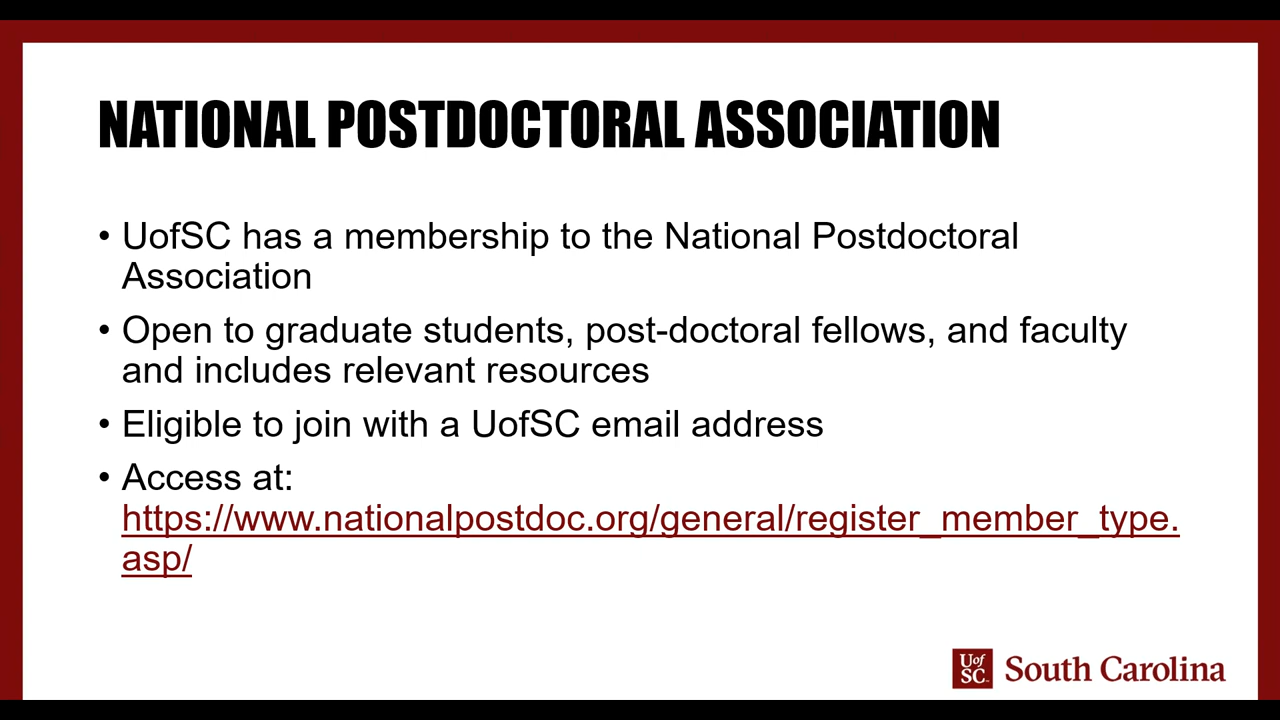 NATIONAL POSTDOCTORAL ASSOCIATION
• UofSC has a membership to the National Postdoctoral
Association
• Open to graduate students, post-doctoral fellows, and faculty
and includes relevant resources
• Eligible to join with a UofSC email address
• Access at:
https://www.nationalpostdoc.org/general/register_member_type.
asp/
Uof
SC
South Carolina